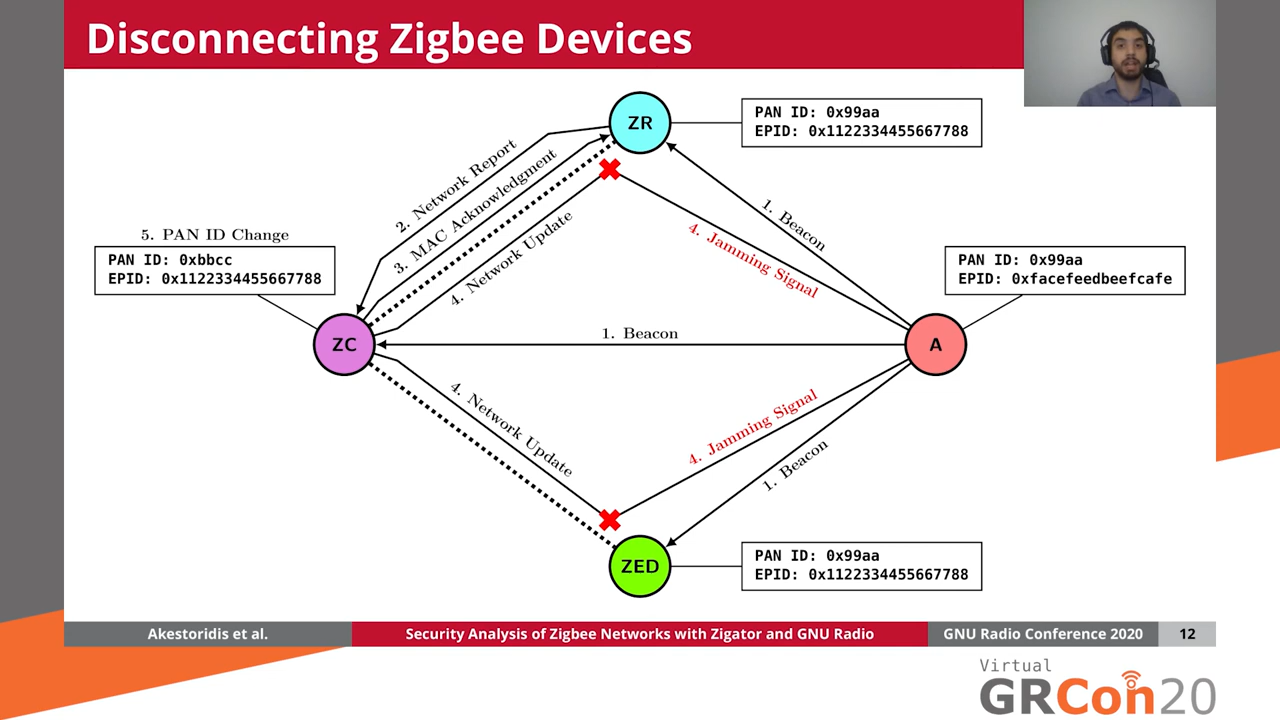 Disconnecting Zigbee Devices
ZR
PAN ID: 0x99aa
EPID: 0x1122334455667788
2. Network Report
3. MAC Acknowledgment
4. Network Update
1. Beacon
4. Jamming Signal
5. PAN ID Change
PAN ID: 0xbbcc
EPID: 0x1122334455667788
PAN ID: 0x99aa
EPID: 0xfacefeedbeefcafe
ZC
1. Beacon
A
4. Network Update
4. Jamming Signal
1. Beacon
ZED
PAN ID: 0x99aa
EPID: 0x1122334455667788
Akestoridis et al.
Security Analysis of Zigbee Networks with Zigator and GNU Radio
GNU Radio Conference 2020
12
Virtual
GRCon20